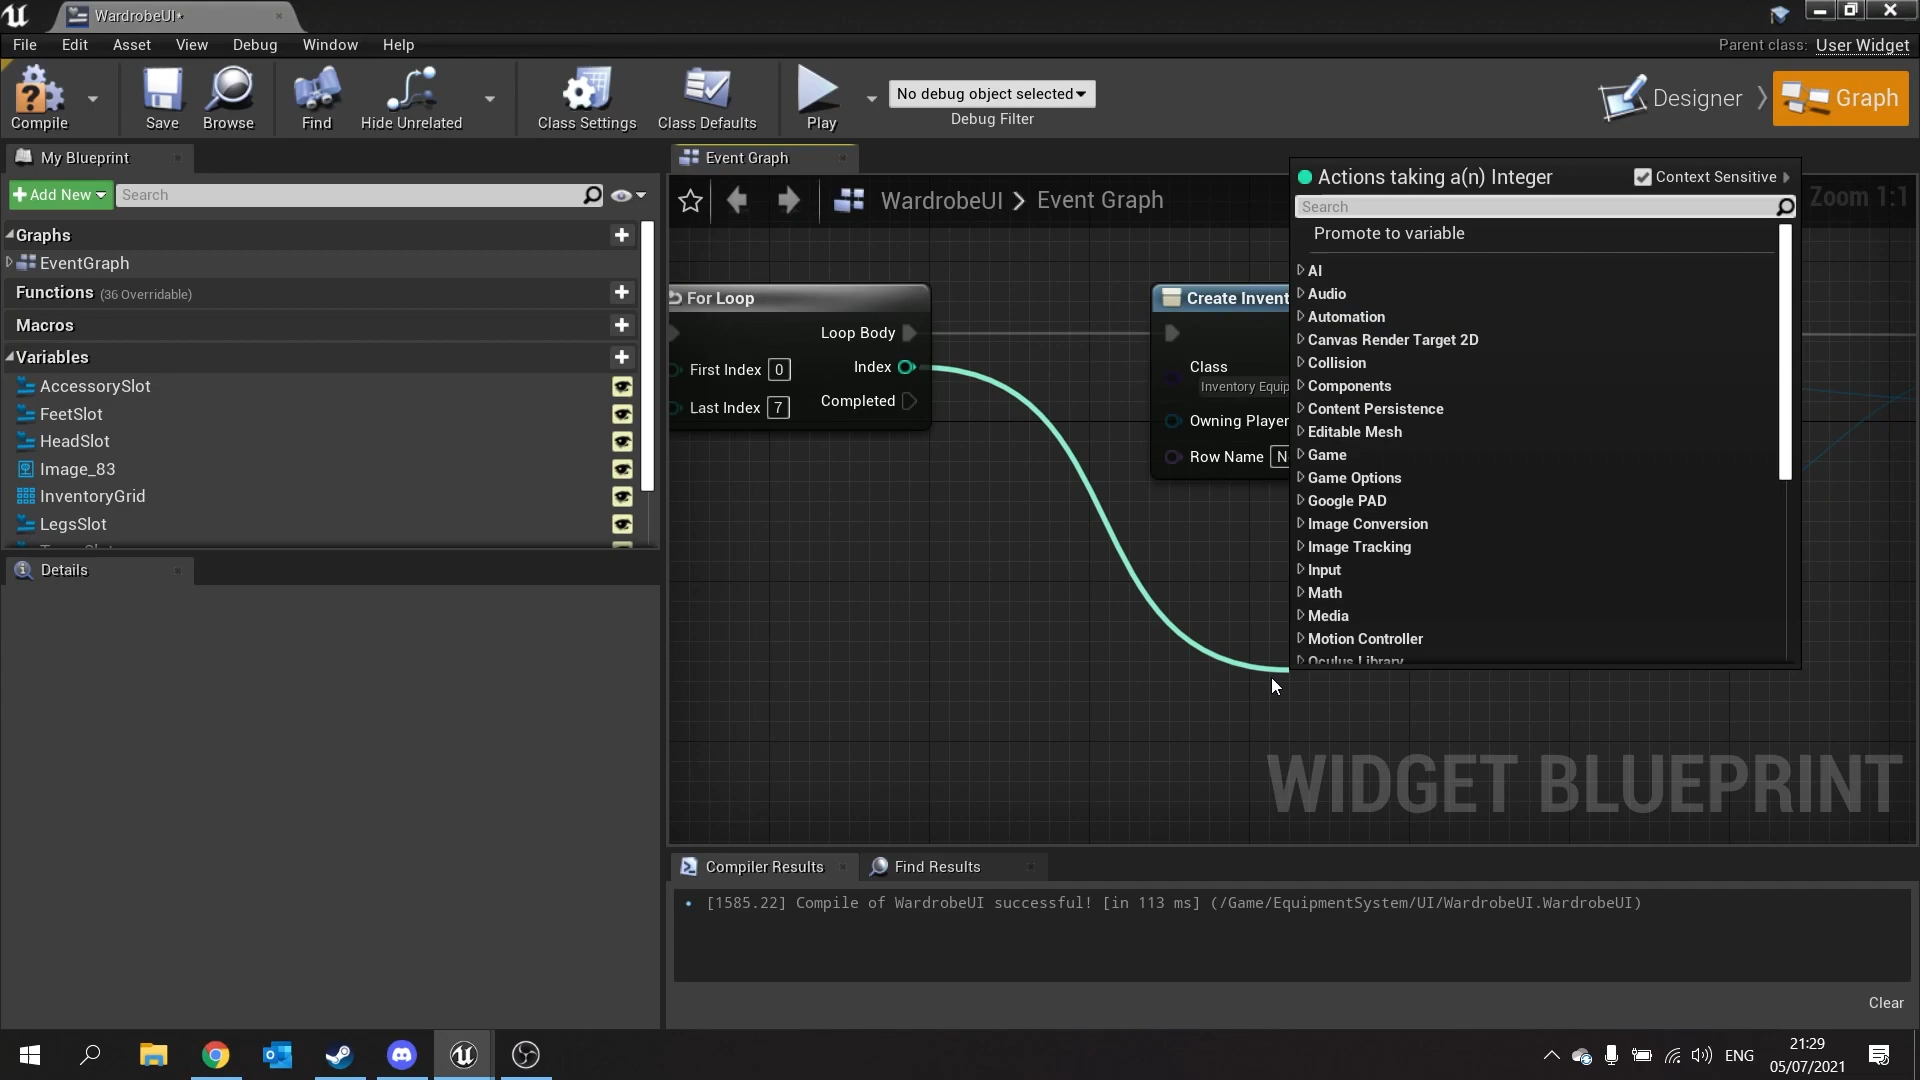 WardrobeUI*
File Edit Asset View Debug Window Help
Parent class: User Widget
Compile
Save
Browse
Find
Hide Unrelated
Class Settings
Class Defaults
Play
No debug object selected
Debug Filter
Designer
Graph
My Blueprint
Add New
Search
Graphs
EventGraph
Functions (36 Overridable)
Macros
Variables
AccessorySlot
FeetSlot
HeadSlot
Image_83
InventoryGrid
LegsSlot
Details
Event Graph
WardrobeUI > Event Graph
Zoom 1:1
For Loop
Loop Body
First Index 0
Index
Last Index 7
Completed
Create Invent
Class
Inventory Equip
Owning Player
Row Name N
Actions taking a(n) Integer
Context Sensitive
Search
Promote to variable
AI
Audio
Automation
Canvas Render Target 2D
Collision
Components
Content Persistence
Editable Mesh
Game
Game Options
Google PAD
Image Conversion
Image Tracking
Input
Math
Media
Motion Controller
Oculus Library
WIDGET BLUEPRINT
Compiler Results
Find Results
[1585.22] Compile of WardrobeUI successful! [in 113 ms] (/Game/EquipmentSystem/UI/WardrobeUI.WardrobeUI)
Clear
ENG
21:29
05/07/2021